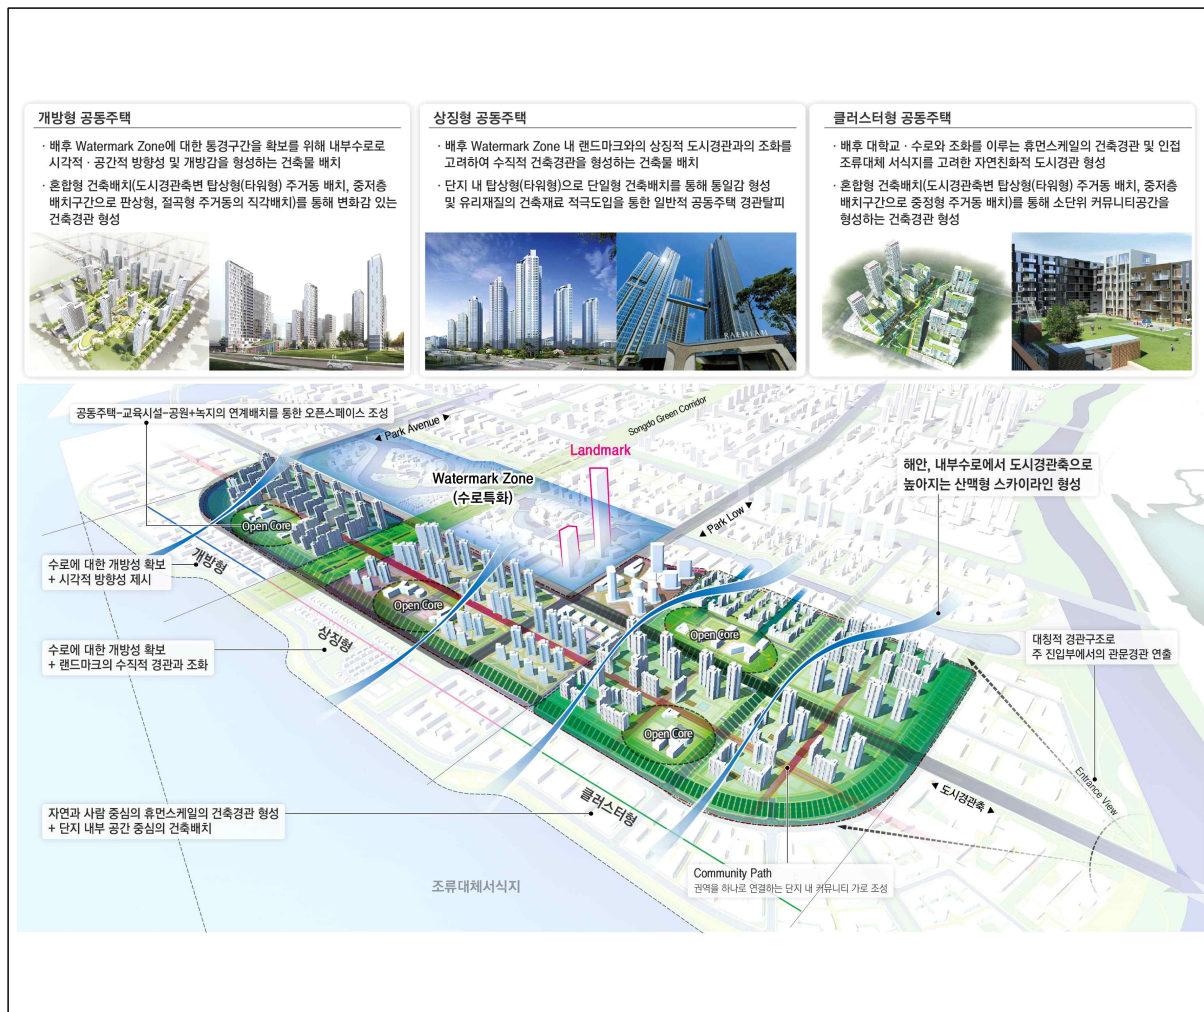 개방형 공동주택
· 배후 Watermark Zone에 대한 통경구간을 확보를 위해 내부수로로
시각적 · 공간적 방향성 및 개방감을 형성하는 건축물 배치
· 혼합형 건축배치(도시경관축변 탑상형(타워형) 주거동 배치, 중저층
배치구간으로 판상형, 절곡형 주거동의 직각배치)를 통해 변화감 있는
건축경관 형성
상징형 공동주택
· 배후 Watermark Zone 내 랜드마크와의 상징적 도시경관과의 조화를
고려하여 수직적 건축경관을 형성하는 건축물 배치
· 단지 내 탑상형(타워형)으로 단일형 건축배치를 통해 통일감 형성
및 유리재질의 건축재료 적극도입을 통한 일반적 공동주택 경관탈피
RAEMIAN
클러스터형 공동주택
· 배후 대학교 · 수로와 조화를 이루는 휴먼스케일의 건축경관 및 인접
조류대체 서식지를 고려한 자연친화적 도시경관 형성
· 혼합형 건축배치(도시경관축변 탑상형(타워형) 주거동 배치, 중저층
배치구간으로 중정형 주거동 배치)를 통해 소단위 커뮤니티공간을
형성하는 건축경관 형성
공동주택-교육시설-공원+녹지의 연계배치를 통한 오픈스페이스 조성
◀ Park Avenue ▶
Songdo Green Corridor
Landmark
Watermark Zone
(수로특화)
해안, 내부수로에서 도시경관축으로
높아지는 산맥형 스카이라인 형성
◀ Park Low ▶
Open Core
개방형
수로에 대한 개방성 확보
+ 시각적 방향성 제시
Open Core
상징형
Open Core
수로에 대한 개방성 확보
+ 랜드마크의 수직적 경관과 조화
대칭적 경관구조로
주 진입부에서의 관문경관 연출
Open Core
Entrance View
◀ 도시경관축 ▶
클러스터형
자연과 사람 중심의 휴먼스케일의 건축경관 형성
+ 단지 내부 공간 중심의 건축배치
Community Path
권역을 하나로 연결하는 단지 내 커뮤니티 가로 조성
조류대체서식지